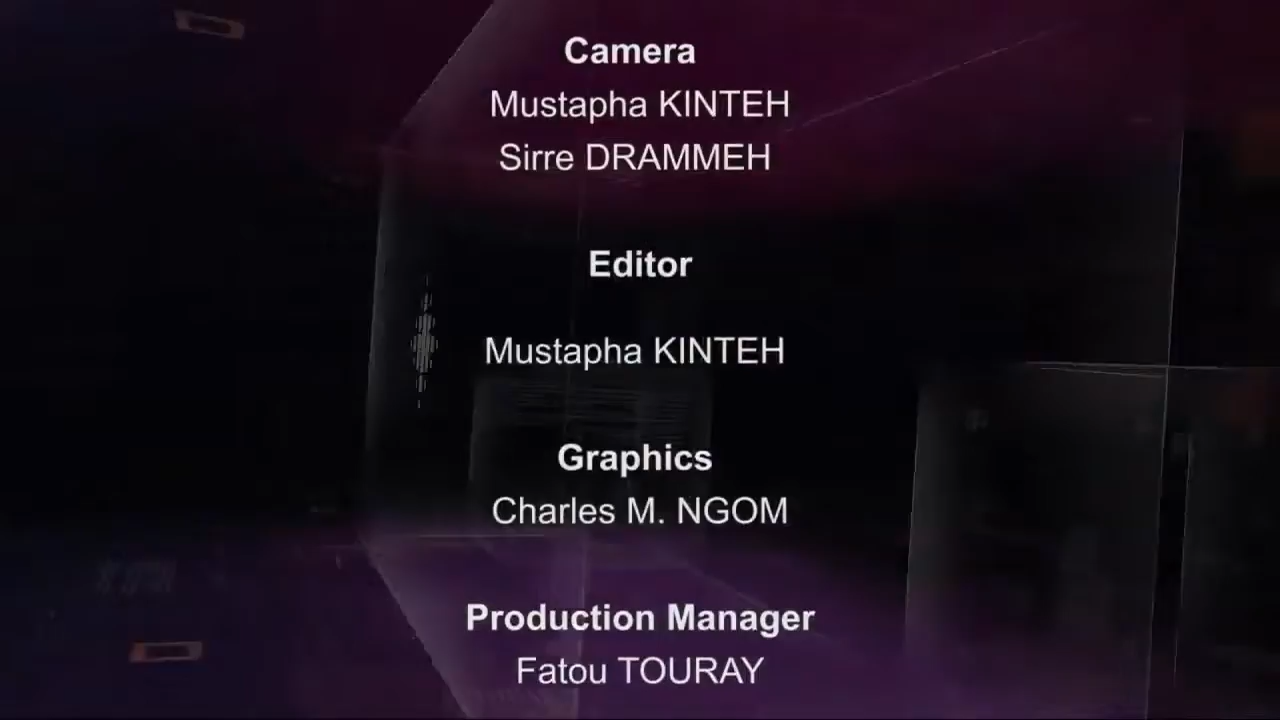 Camera
Mustapha KINTEH
Sirre DRAMMEH
Editor
Mustapha KINTEH
Graphics
Charles M. NGOM
Production Manager
Fatou TOURAY